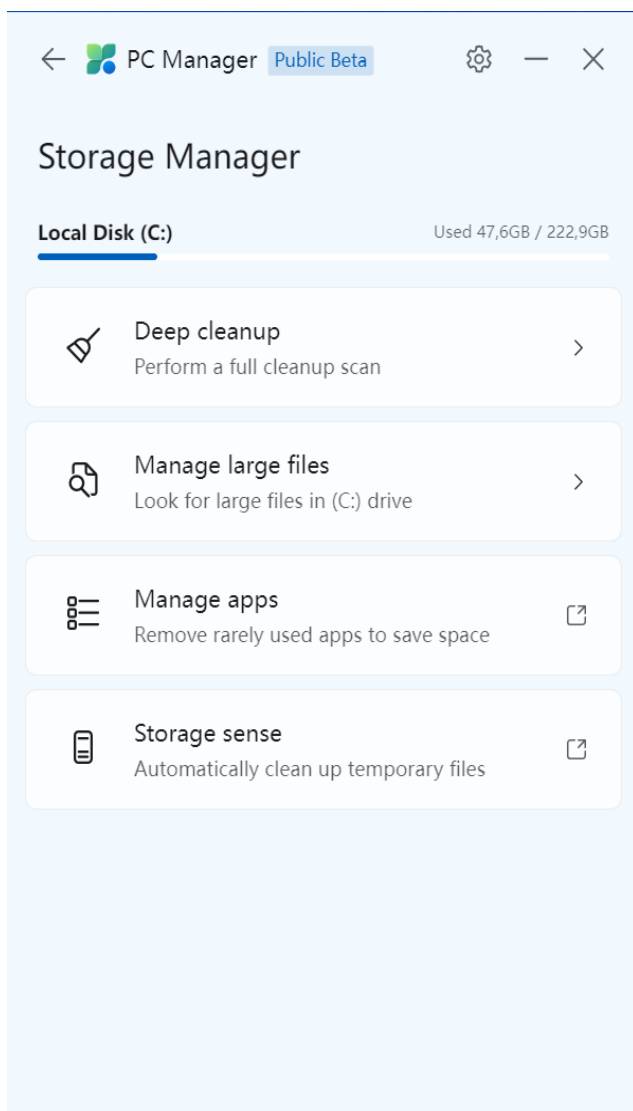 PC Manager Public Beta
Storage Manager
Local Disk (C:) Used 47,6GB / 222,9GB
Deep cleanup
Perform a full cleanup scan
Manage large files
Look for large files in (C:) drive
Manage apps
Remove rarely used apps to save space
Storage sense
Automatically clean up temporary files